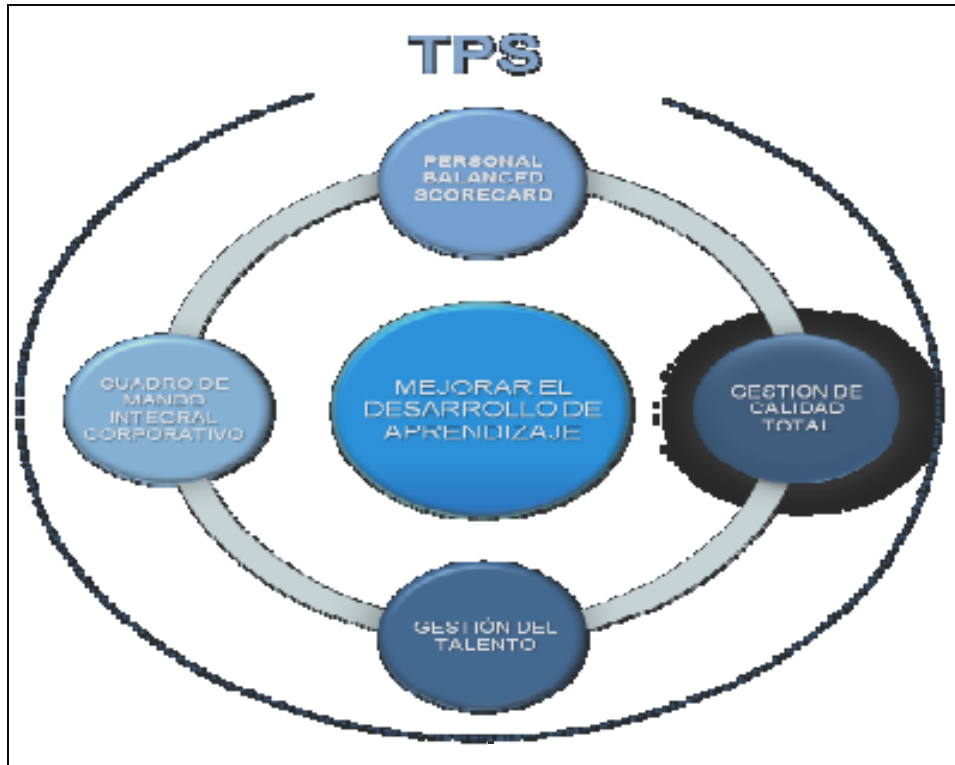 TPS
PERSONAL
BALANCED
SCORECARD
CUADRO DE
MANDO
INTEGRAL
CORPORATIVO
MEJORAR EL
DESARROLLO DE
APRENDIZAJE
GESTION DE
CALIDAD
TOTAL
GESTIÓN DEL
TALENTO